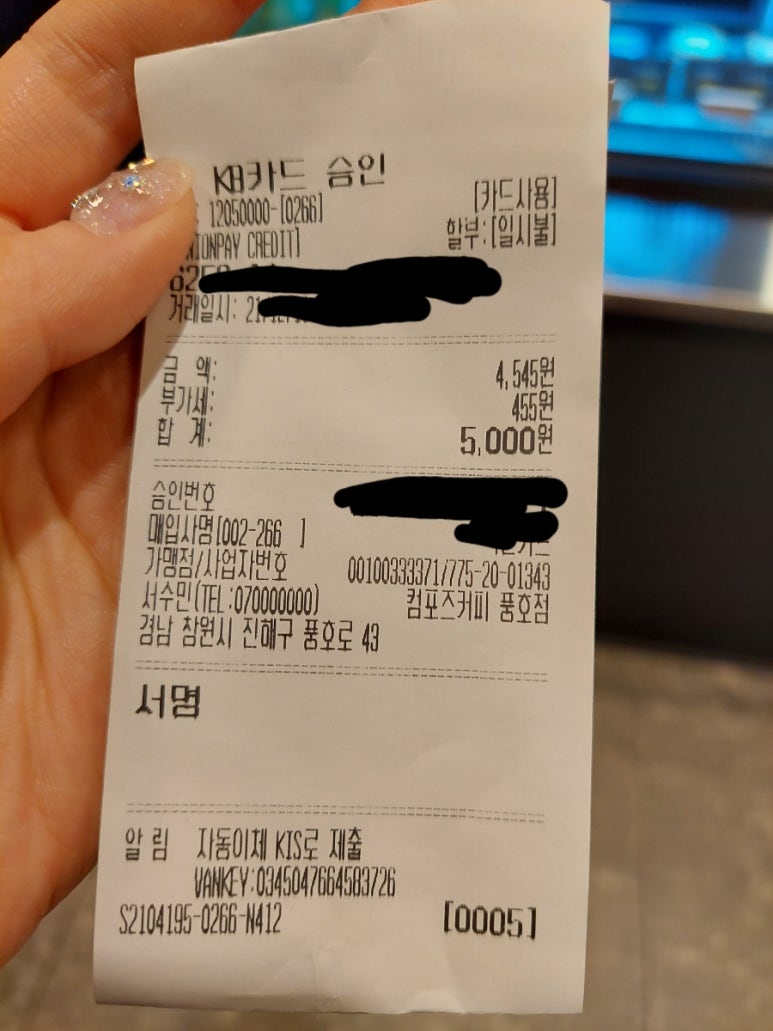 KB카드 승인
: 12050000-[0266] [카드사용]
NIONPAY CREDIT] 할부:[일시불]
거래일시: 21
금 액: 4,545원
부가세: 455원
합 계: 5,000원
승인번호
매입사명[002-266 ]
가맹점/사업자번호 00100333371/775-20-01343
서수민(TEL:070000000) 컴포즈커피 풍호점
경남 창원시 진해구 풍호로 43
서명
알 림 자동이체 KIS로 제출
VANKEY:0345047664583726
S2104195-0266-N412 [0005]